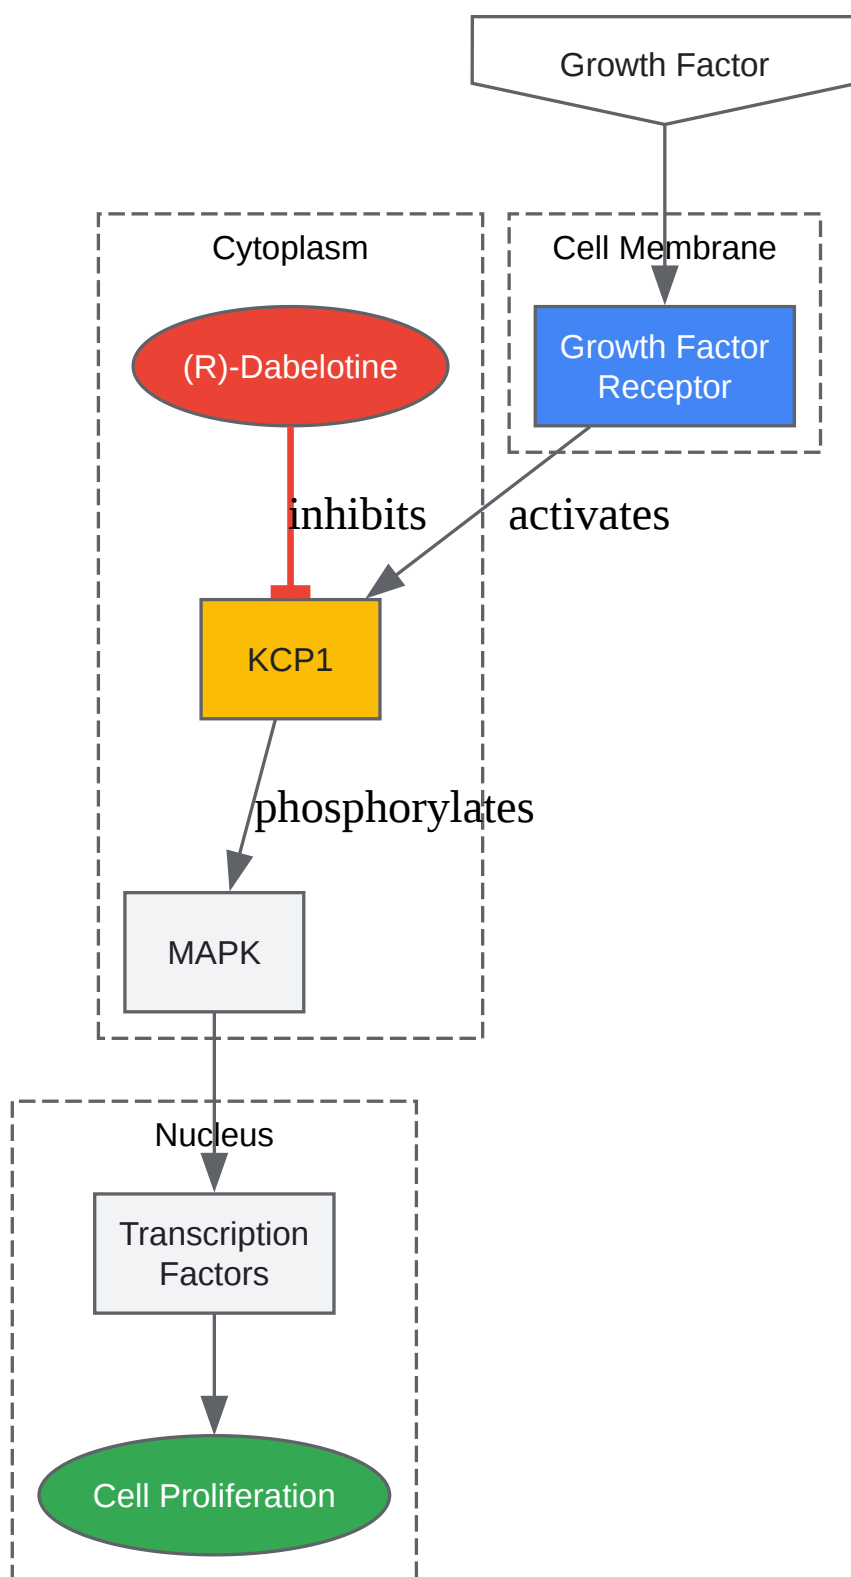 Growth Factor
Cytoplasm
Cell Membrane
(R)-Dabelotine
Growth Factor
Receptor
inhibits
activates
KCP1
phosphorylates
MAPK
Nucleus
Transcription
Factors
Cell Proliferation